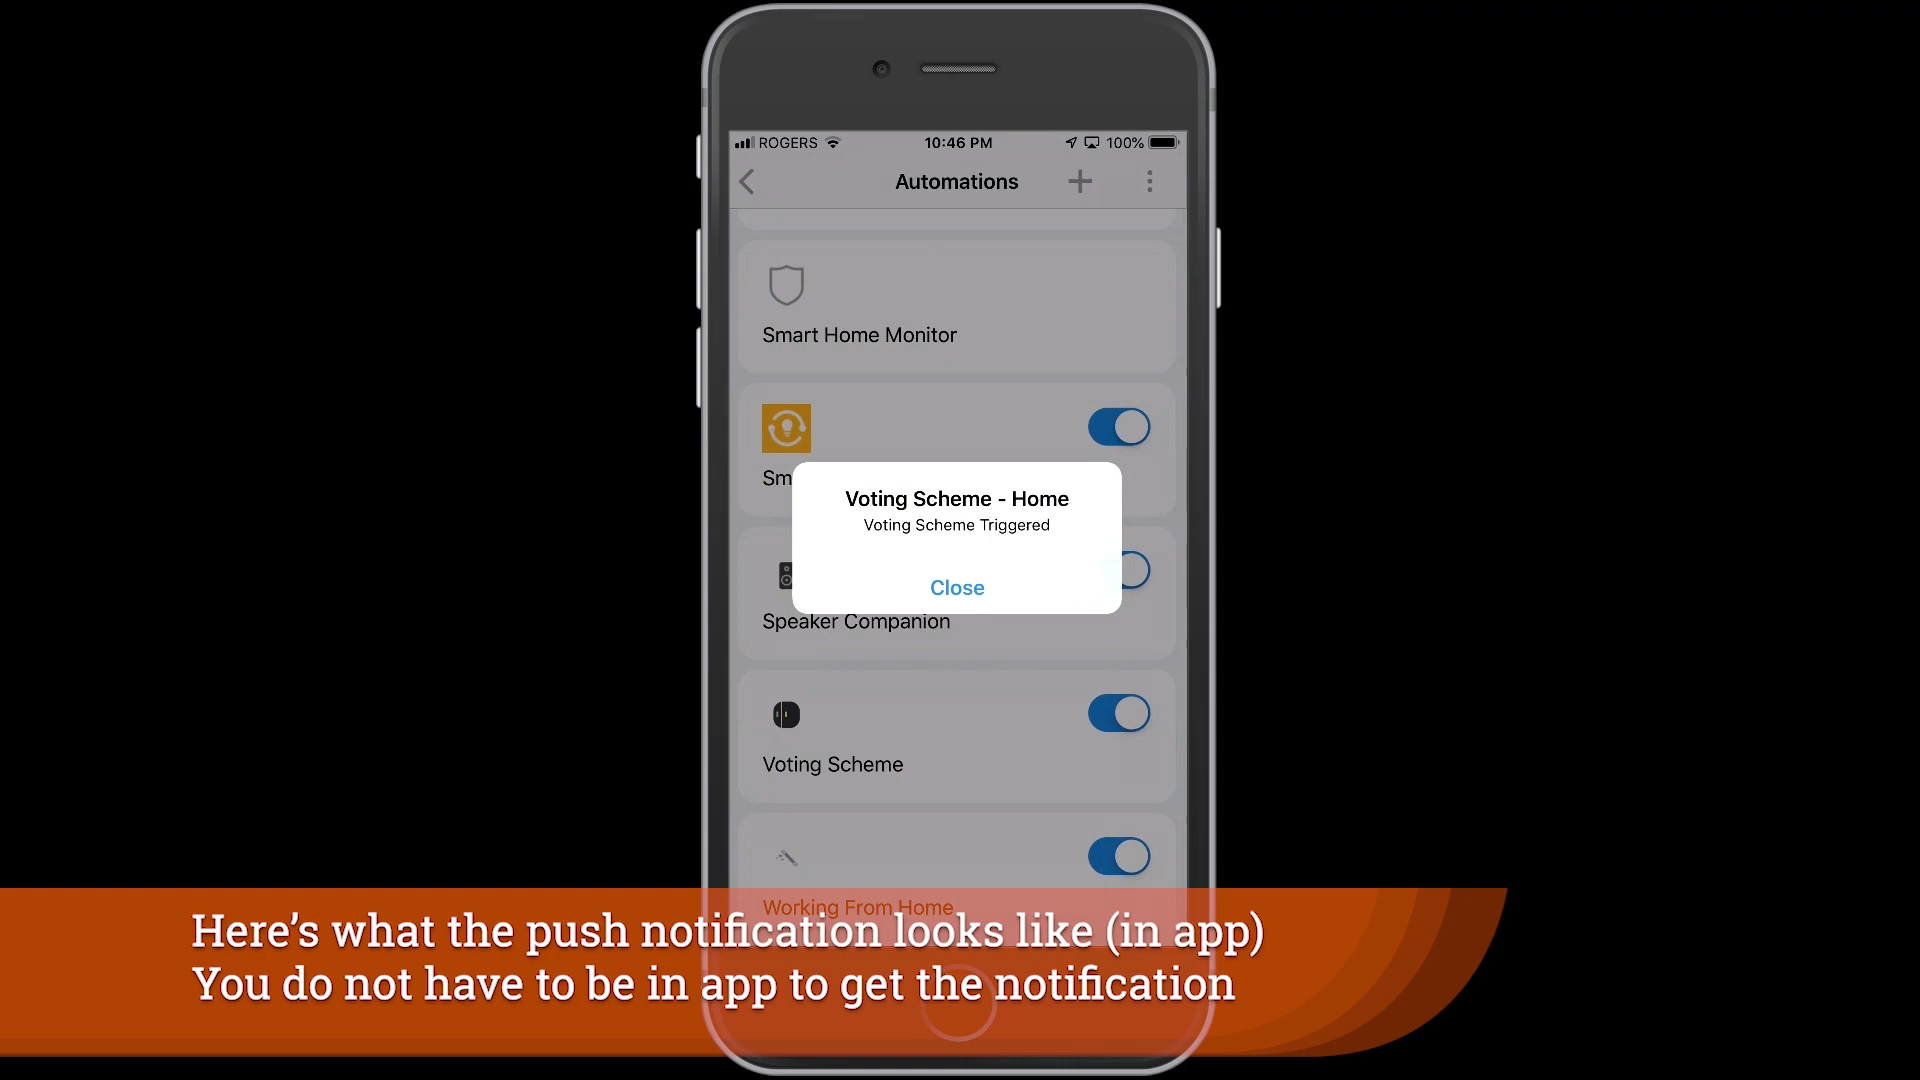 ROGERS
10:46 PM
100%
Automations
Smart Home Monitor
Sm
Voting Scheme - Home
Voting Scheme Triggered
Close
Speaker Companion
Voting Scheme
Working From Home
Here’s what the push notification looks like (in app)
You do not have to be in app to get the notification